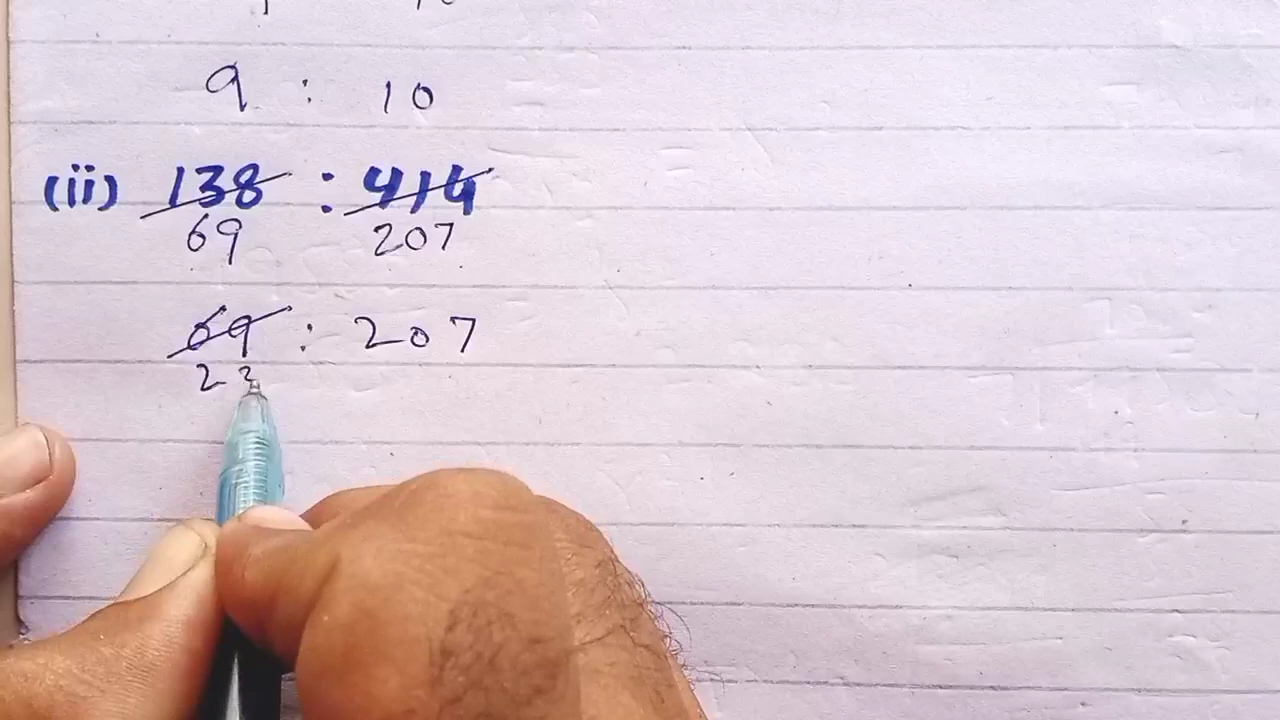 9 : 10
(ii) 138 : 414
69 207
69 : 207
23